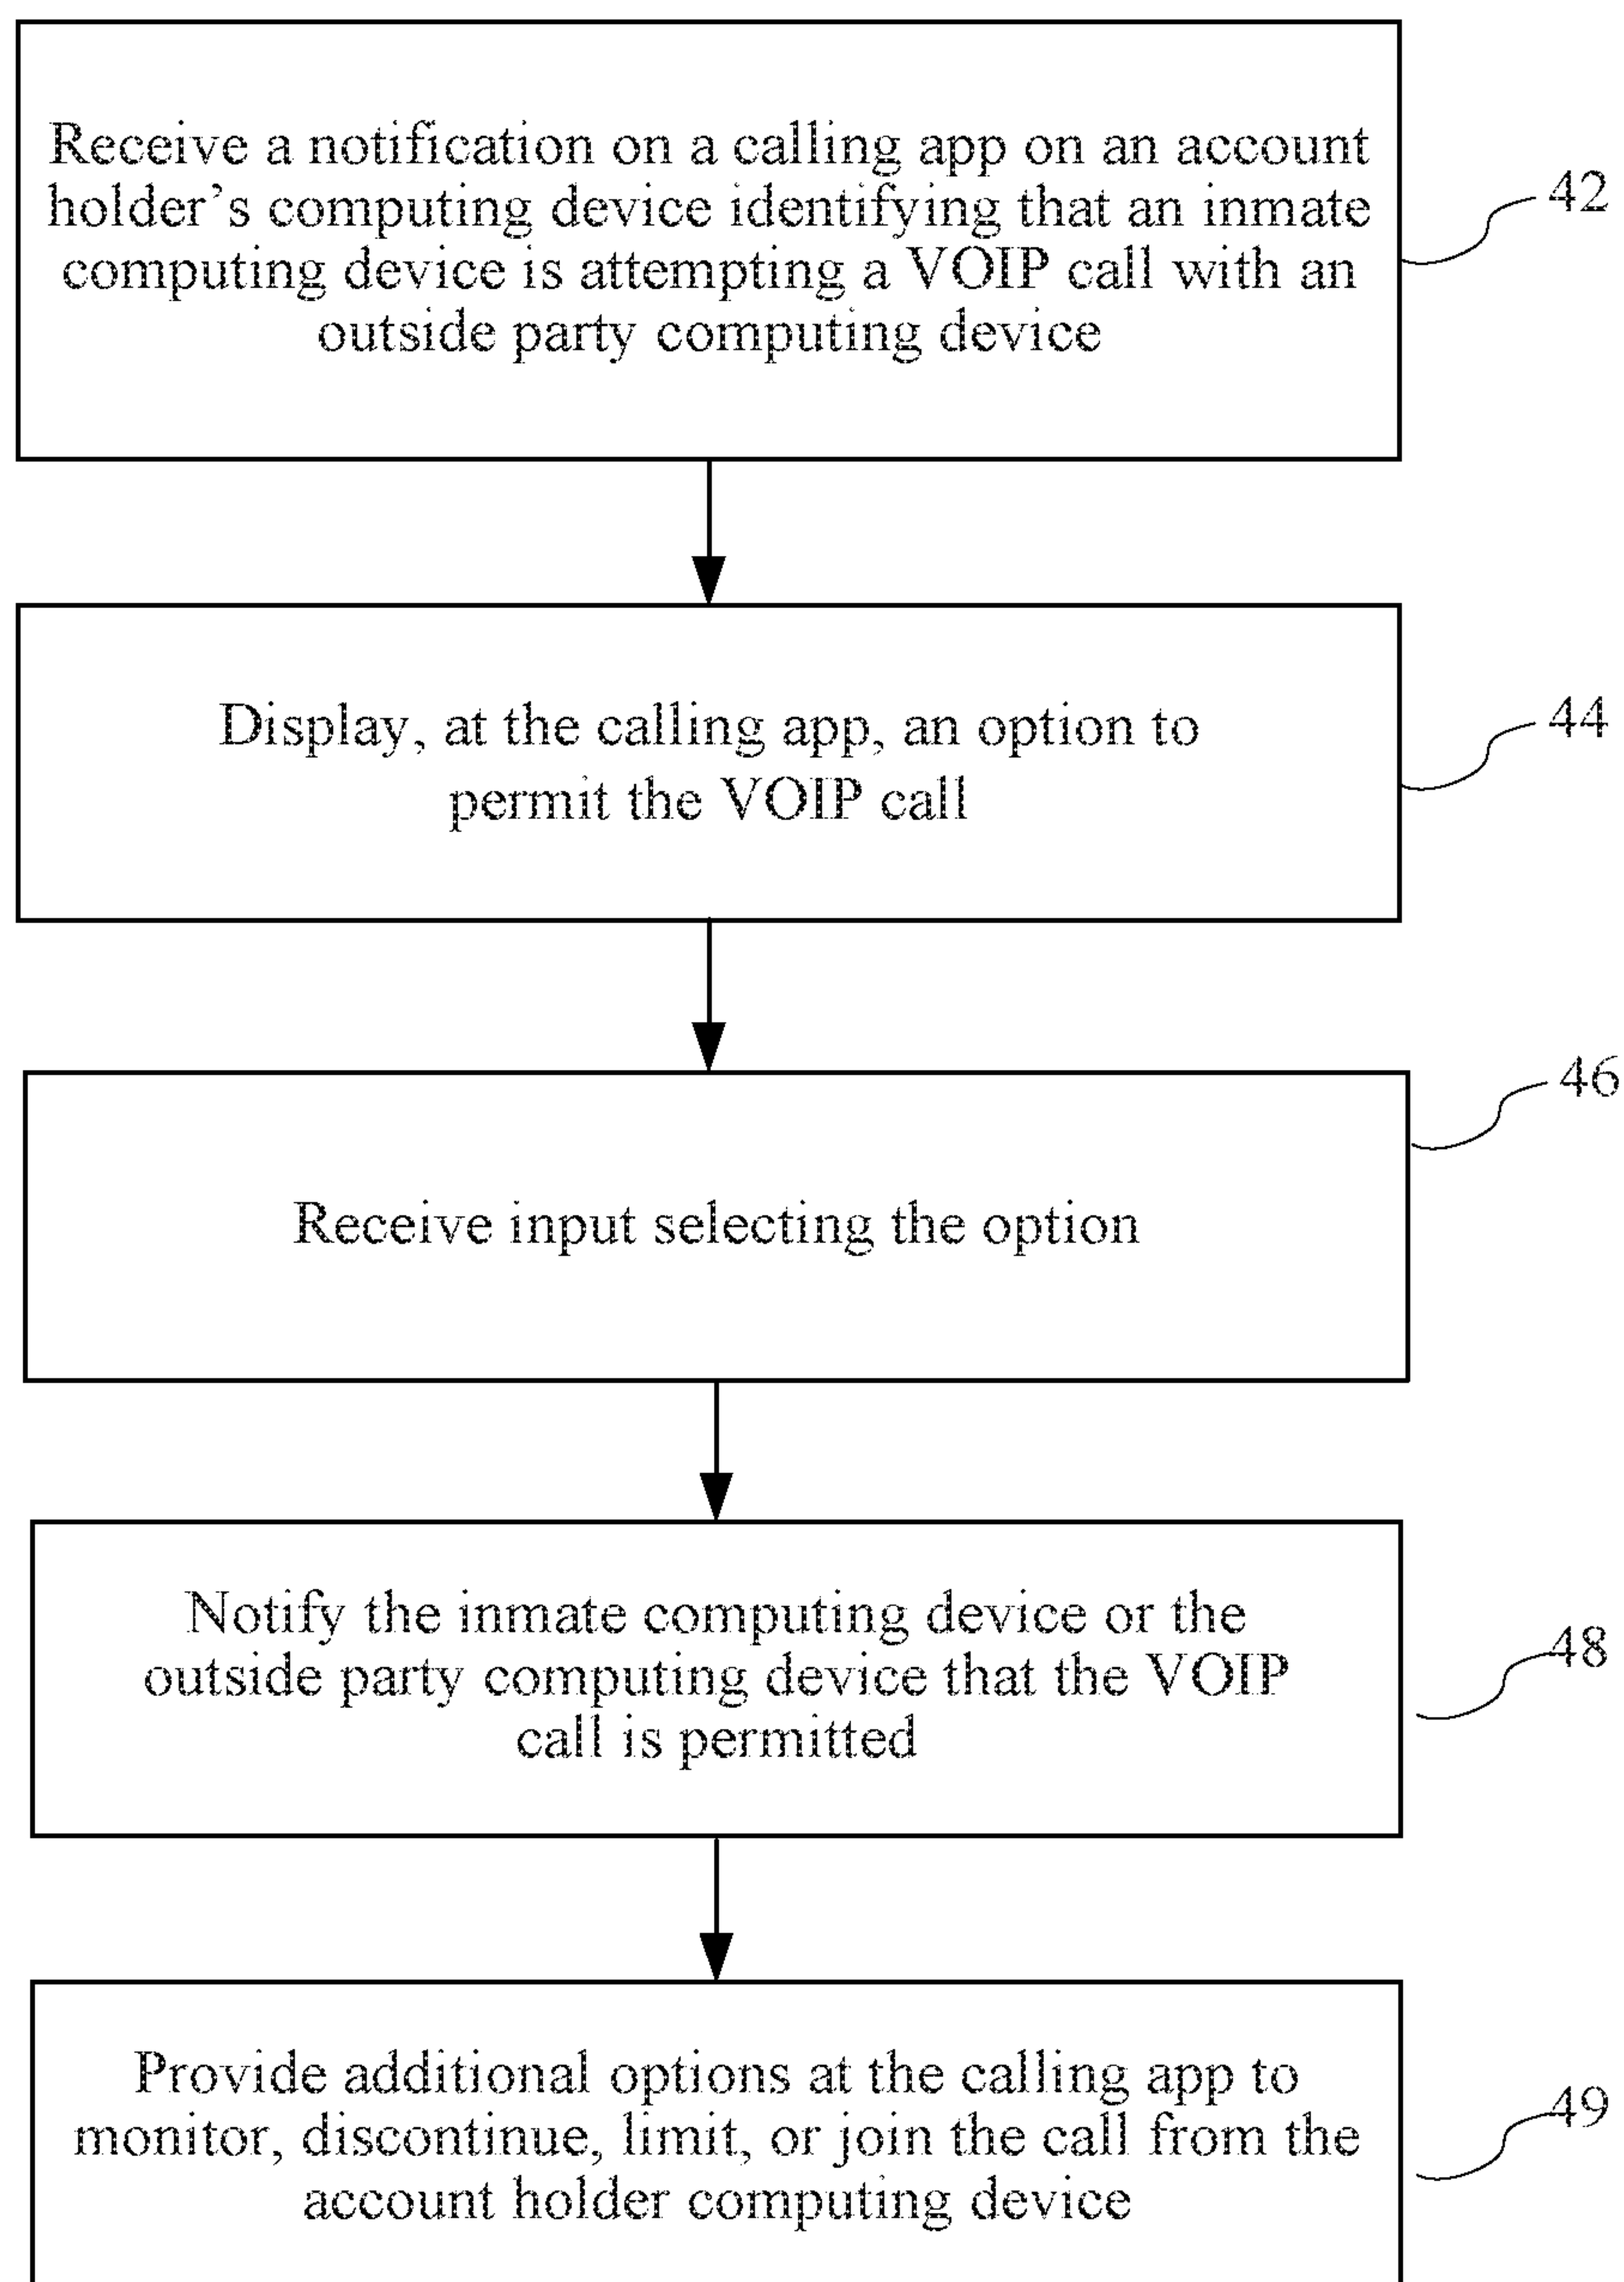 Receive a notification on a calling app on an account
holder’s computing device identifying that an inmate
computing device is attempting a VOIP call with an
outside party computing device
42
Display, at the calling app, an option to
permit the VOIP call
44
46
Receive input selecting the option
Notify the inmate computing device or the
outside party computing device that the VOIP
call is permitted
48
Provide additional options at the calling app to
monitor, discontinue, limit, or join the call from the
account holder computing device
49